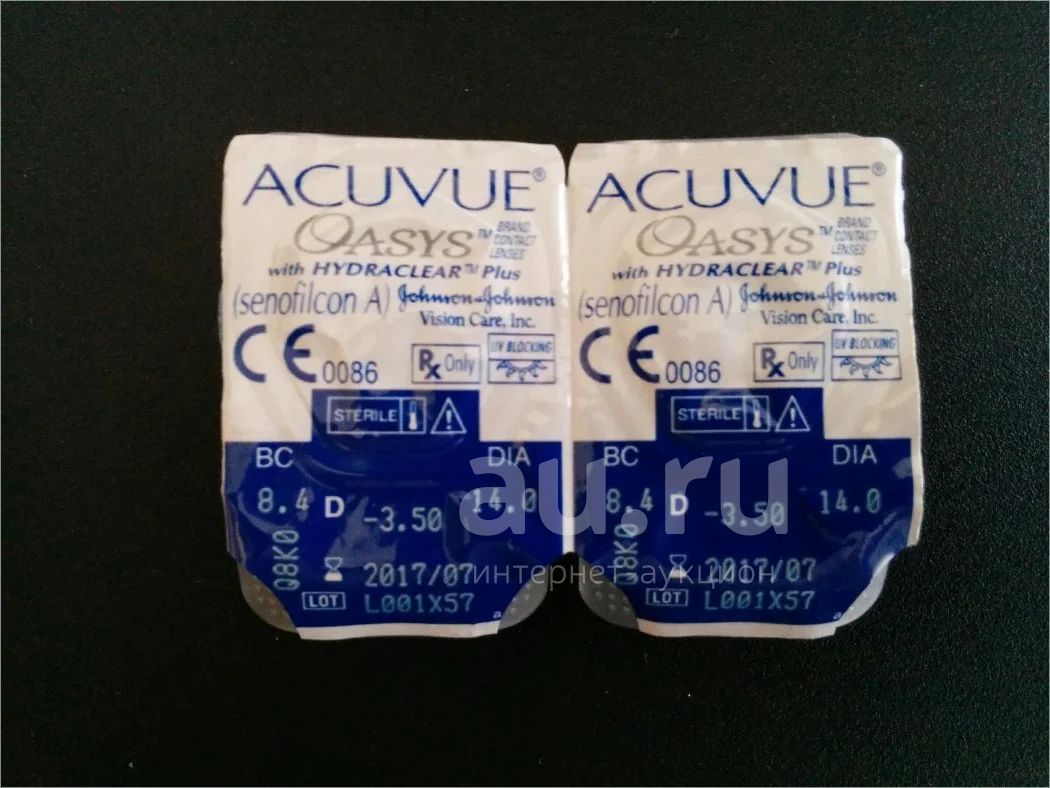 ACUVUE®
OASYS™ BRAND CONTACT LENSES
with HYDRACLEAR™ Plus
(senofilcon A) Johnson & Johnson
Vision Care, Inc.
CE 0086 Rx Only UV BLOCKING
STERILE
BC DIA
8.4 D -3.50 14.0
Q8K0
2017/07
LOT L001X57
a
ACUVUE®
OASYS™ BRAND CONTACT LENSES
with HYDRACLEAR™ Plus
(senofilcon A) Johnson & Johnson
Vision Care, Inc.
CE 0086 Rx Only UV BLOCKING
STERILE
BC DIA
8.4 D -3.50 14.0
Q8K0
2017/07
LOT L001X57
a
au.ru
интернет-аукцион